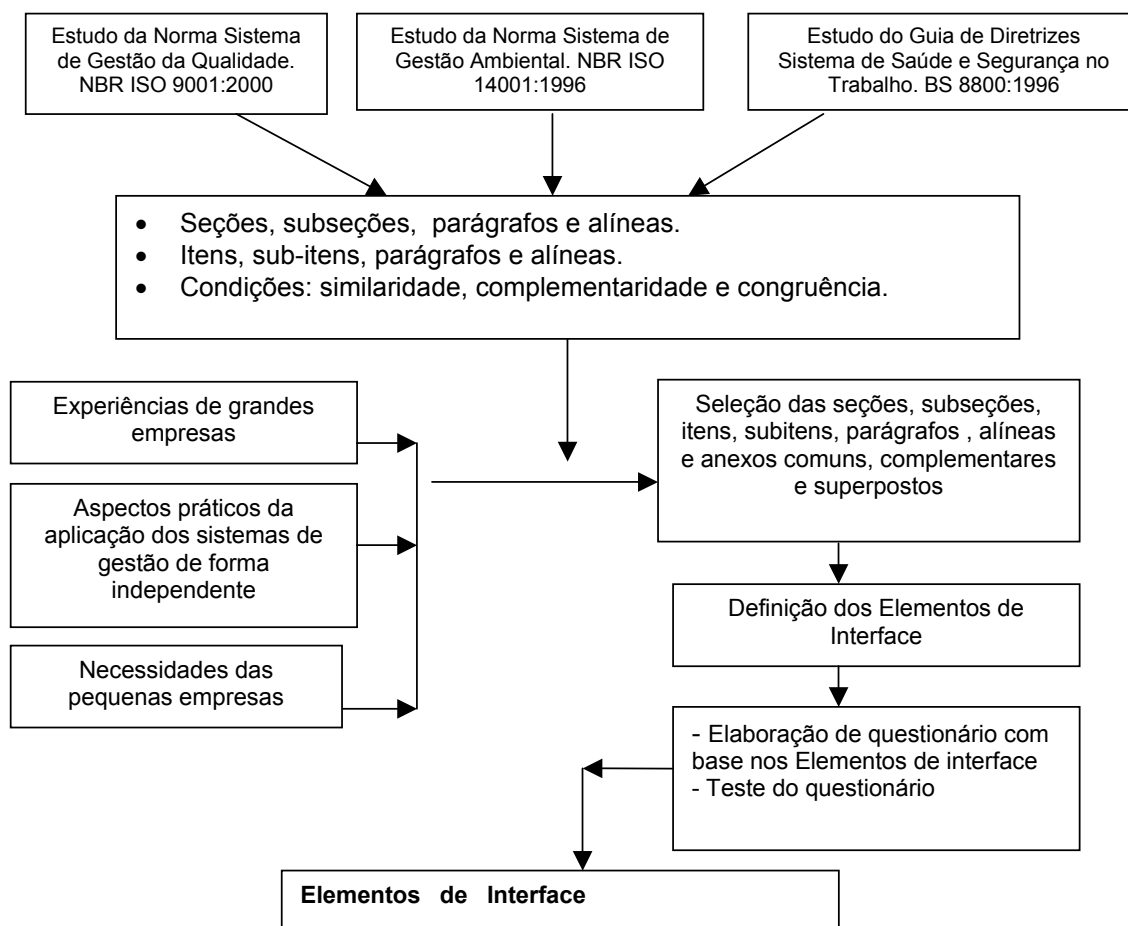 Estudo da Norma Sistema
de Gestão da Qualidade.
NBR ISO 9001:2000
Estudo da Norma Sistema de
Gestão Ambiental. NBR ISO
14001:1996
Estudo do Guia de Diretrizes
Sistema de Saúde e Segurança no
Trabalho. BS 8800:1996
• Seções, subseções, parágrafos e alíneas.
• Itens, sub-itens, parágrafos e alíneas.
• Condições: similaridade, complementaridade e congruência.
Experiências de grandes
empresas
Aspectos práticos da
aplicação dos sistemas de
gestão de forma
independente
Necessidades das
pequenas empresas
Seleção das seções, subseções,
itens, subitens, parágrafos , alíneas
e anexos comuns, complementares
e superpostos
Definição dos Elementos de
Interface
- Elaboração de questionário com
base nos Elementos de interface
- Teste do questionário
Elementos de Interface